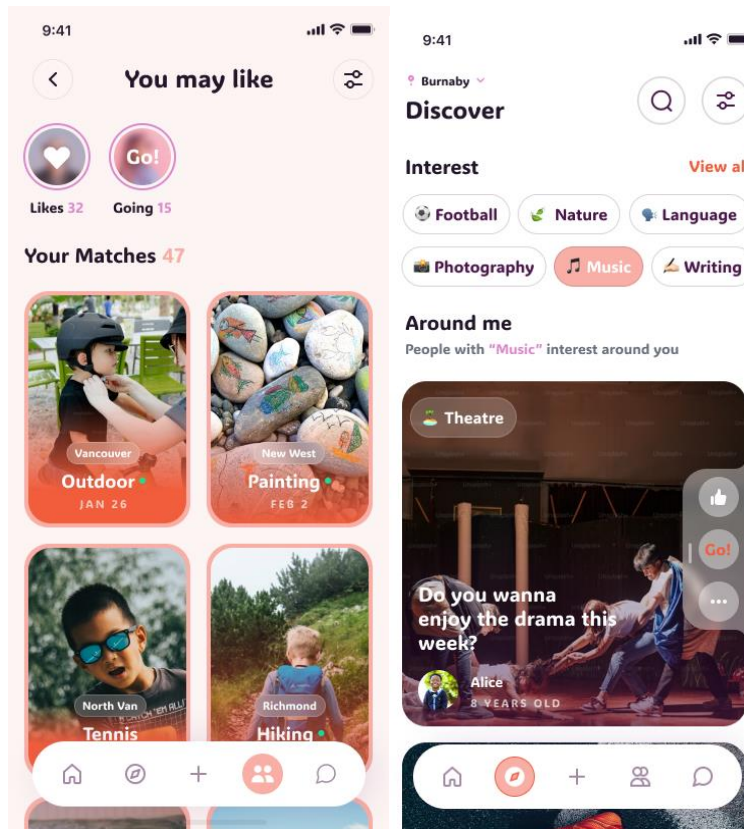 9:41
You may like
Go!
Likes 32
Going 15
Your Matches 47
Vancouver
Outdoor
JAN 26
New West
Painting
FEB 2
North Van
Tennis
Richmond
Hiking
9:41
Burnaby
Discover
Interest
View al
Football
Nature
Language
Photography
Music
Writing
Around me
People with “Music” interest around you
Theatre
Go!
Do you wanna
enjoy the drama this
week?
Alice
8 YEARS OLD